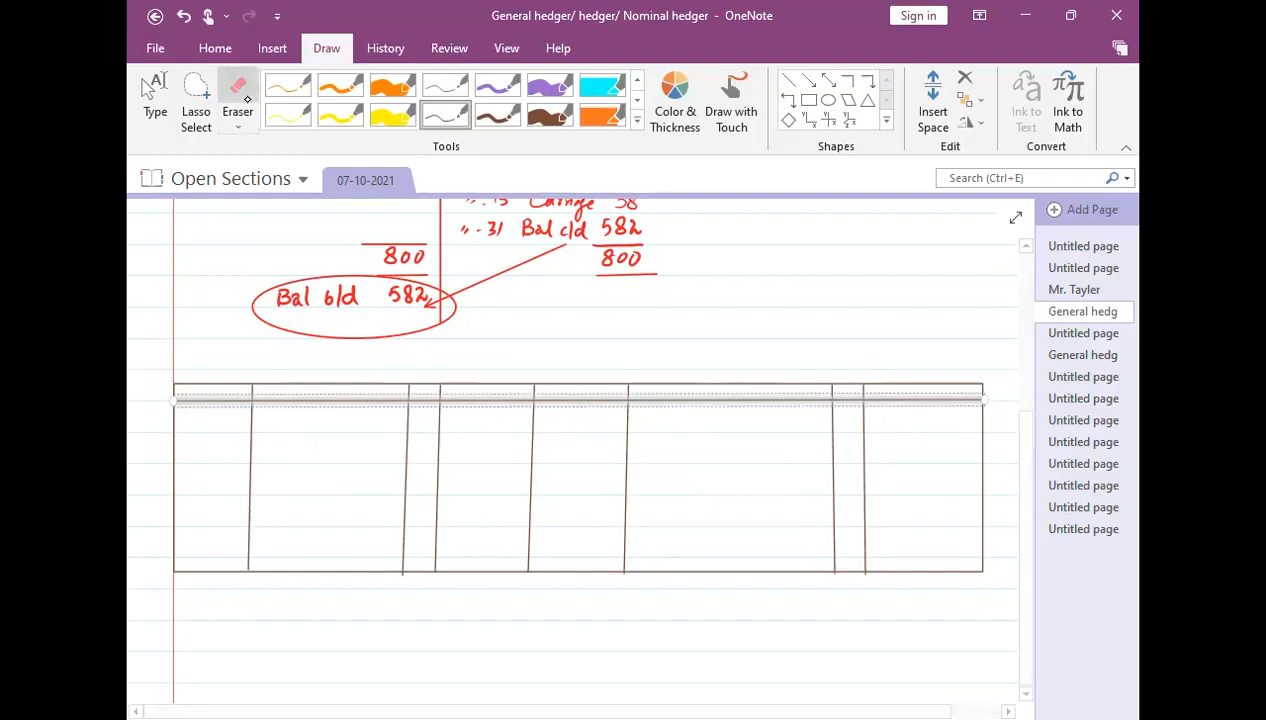 General hedger/ hedger/ Nominal hedger - OneNote
Sign in
File Home Insert Draw History Review View Help
Type
Lasso Select
Eraser
Color & Thickness
Draw with Touch
Insert Space
Ink to Text
Ink to Math
Tools
Shapes
Edit
Convert
Open Sections
07-10-2021
Search (Ctrl+E)
Add Page
Untitled page
Untitled page
Mr. Tayler
General hedg
Untitled page
General hedg
Untitled page
Untitled page
Untitled page
Untitled page
Untitled page
Untitled page
Untitled page
Untitled page
58
" - 31 Bal c/d 582
800 800
Bal b/d 582